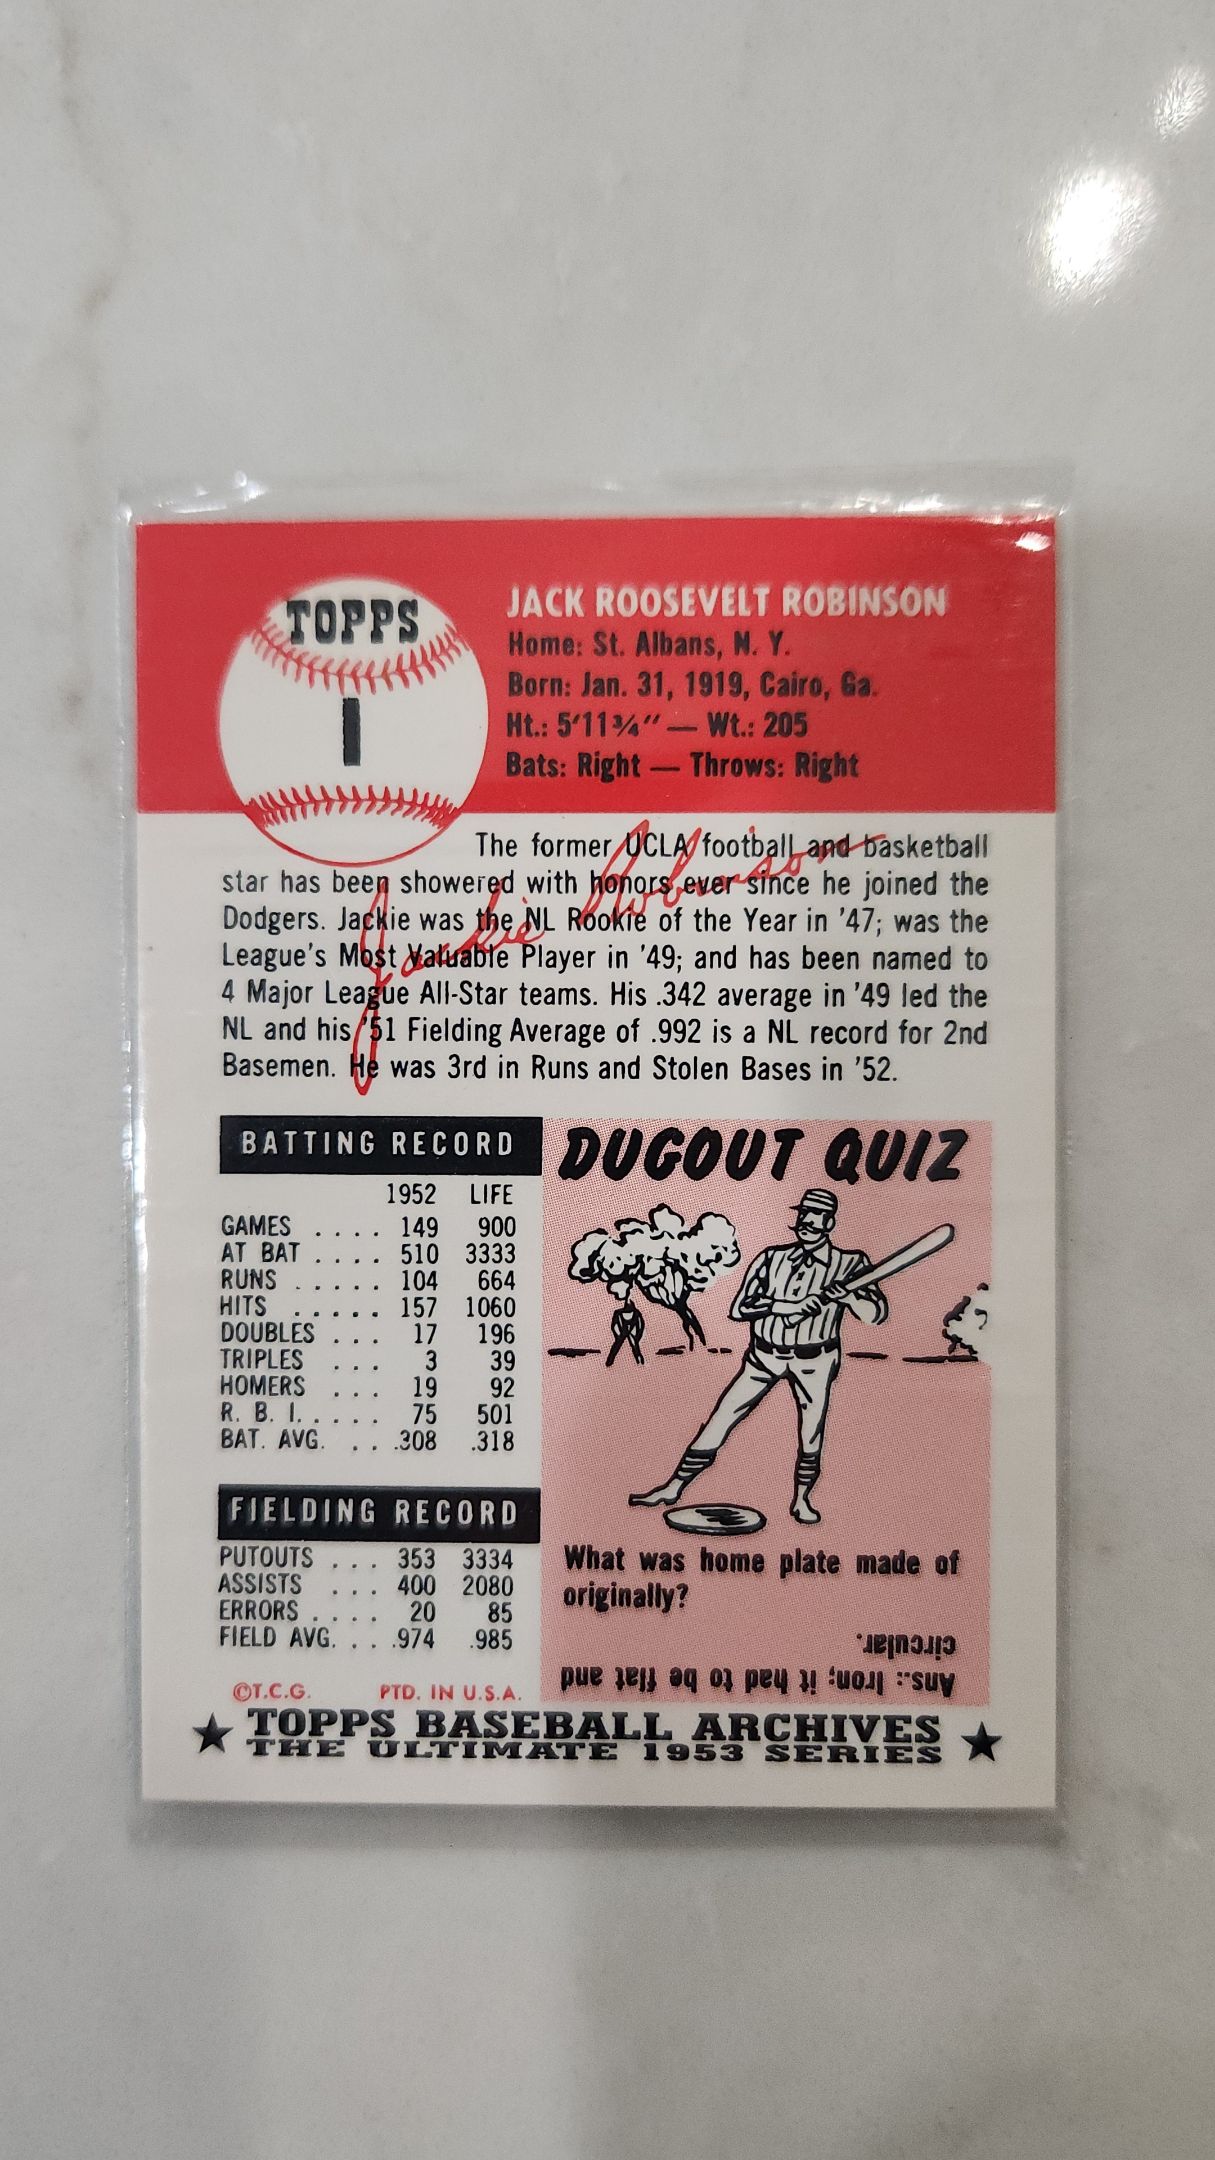 TOPPS
1
JACK ROOSEVELT ROBINSON
Home: St. Albans, N. Y.
Born: Jan. 31, 1919, Cairo, Ga.
Ht.: 5'11¾" — Wt.: 205
Bats: Right — Throws: Right
The former UCLA football and basketball
star has been showered with honors ever since he joined the
Dodgers. Jackie was the NL Rookie of the Year in '47; was the
League's Most Valuable Player in '49; and has been named to
4 Major League All-Star teams. His .342 average in '49 led the
NL and his '51 Fielding Average of .992 is a NL record for 2nd
Basemen. He was 3rd in Runs and Stolen Bases in '52.
Jackie Robinson
BATTING RECORD
1952 LIFE
GAMES . . . . 149 900
AT BAT . . . . 510 3333
RUNS . . . . . 104 664
HITS . . . . . 157 1060
DOUBLES . . . 17 196
TRIPLES . . . 3 39
HOMERS . . . 19 92
R. B. I. . . . . 75 501
BAT. AVG. . . .308 .318
FIELDING RECORD
PUTOUTS . . . 353 3334
ASSISTS . . . 400 2080
ERRORS . . . . 20 85
FIELD AVG. . . .974 .985
©T.C.G. PTD. IN U.S.A.
DUGOUT QUIZ
What was home plate made of
originally?
Ans.: Iron; it had to be flat and
circular.
★ TOPPS BASEBALL ARCHIVES ★
THE ULTIMATE 1953 SERIES